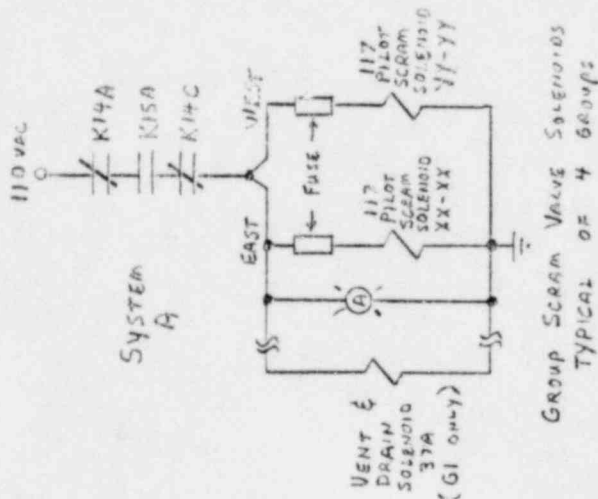 110 VAC
K14A
K15A
K14C
SYSTEM
A
EAST
WEST
FUSE
117
PILOT
SCRAM
SOLENOID
YY-YY
117
PILOT
SCRAM
SOLENOID
XX-XX
A
VENT &
DRAIN
SOLENOID
37A
(G1 ONLY)
GROUP SCRAM VALVE SOLENOIDS
TYPICAL OF 4 GROUPS